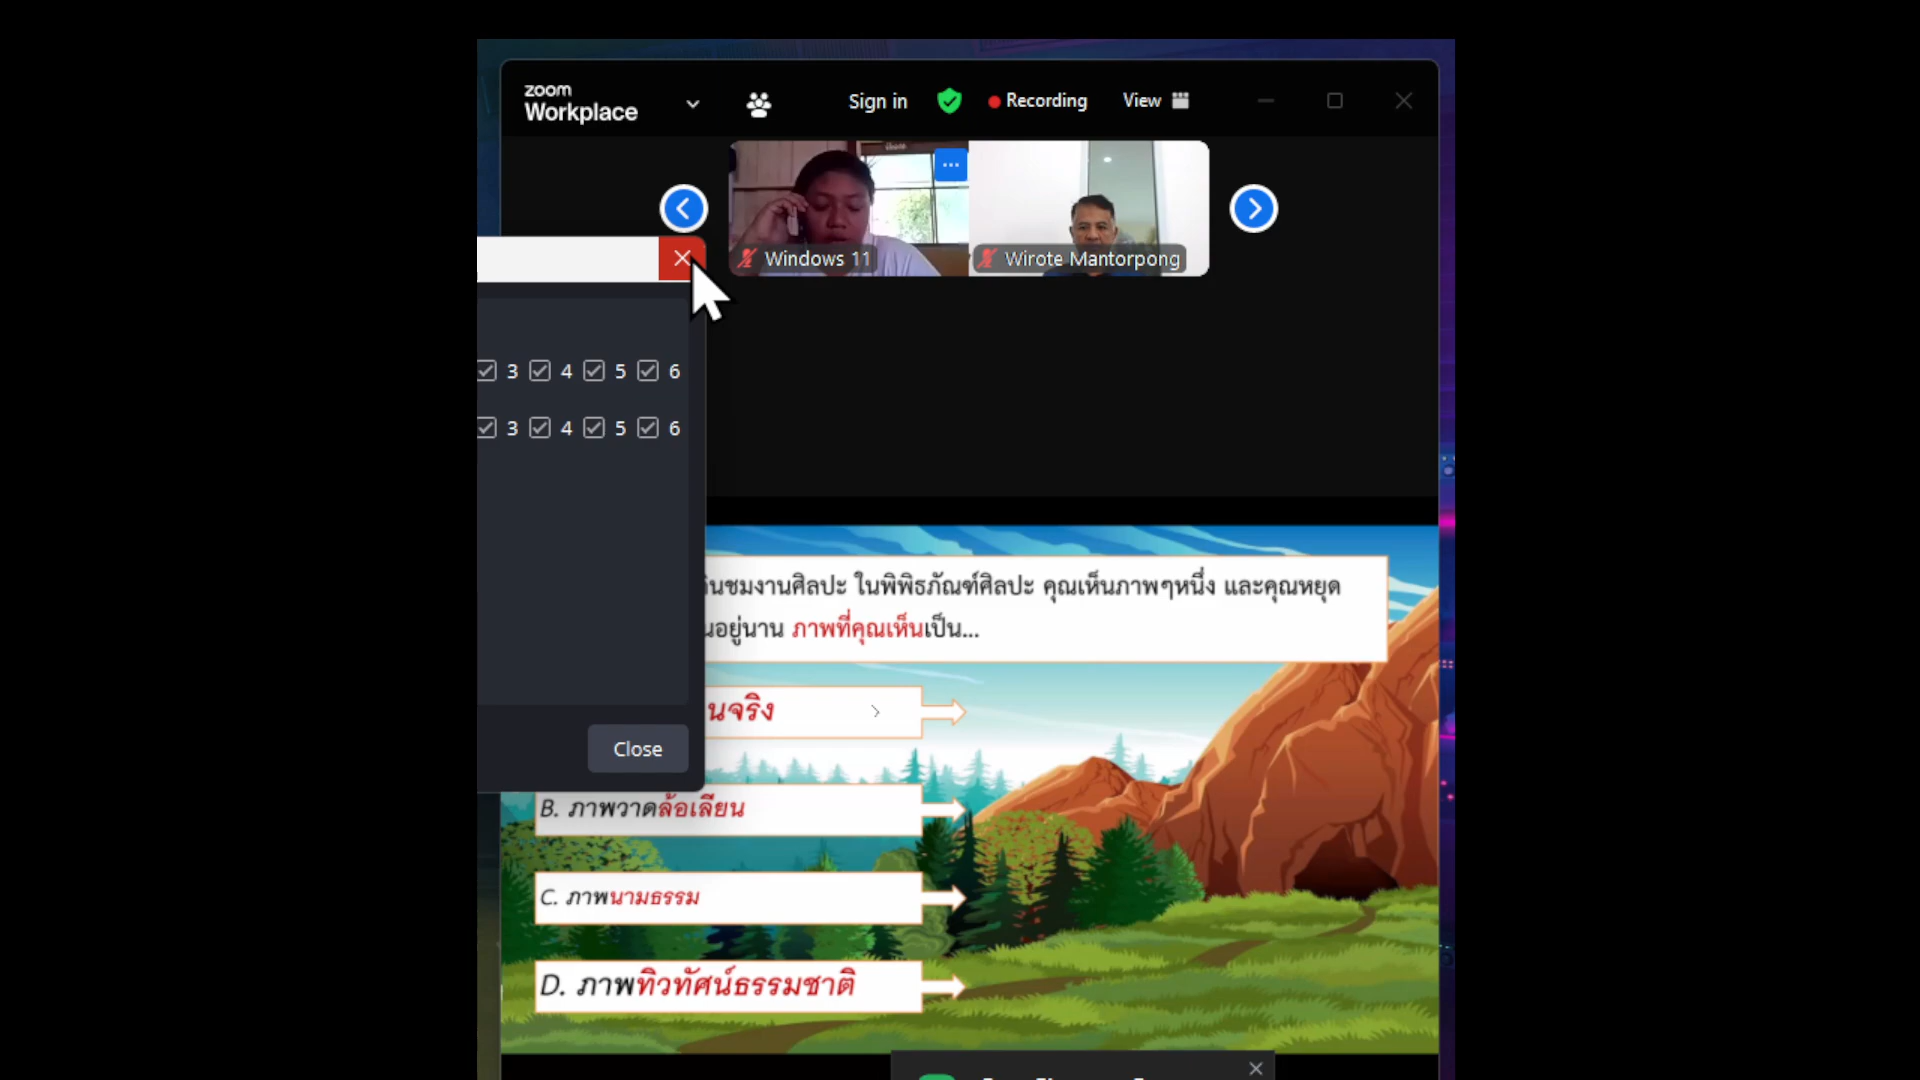 zoom
Workplace
Sign in
Recording
View
Windows 11
Wirote Mantorpong
3 4 5 6
3 4 5 6
ชมงานศิลปะ ในพิพิธภัณฑ์ศิลปะ คุณเห็นภาพๆหนึ่ง และคุณหยุด
อยู่นาน ภาพที่คุณเห็นเป็น...
นจริง
Close
B. ภาพวาดล้อเลียน
C. ภาพนามธรรม
D. ภาพทิวทัศน์ธรรมชาติ